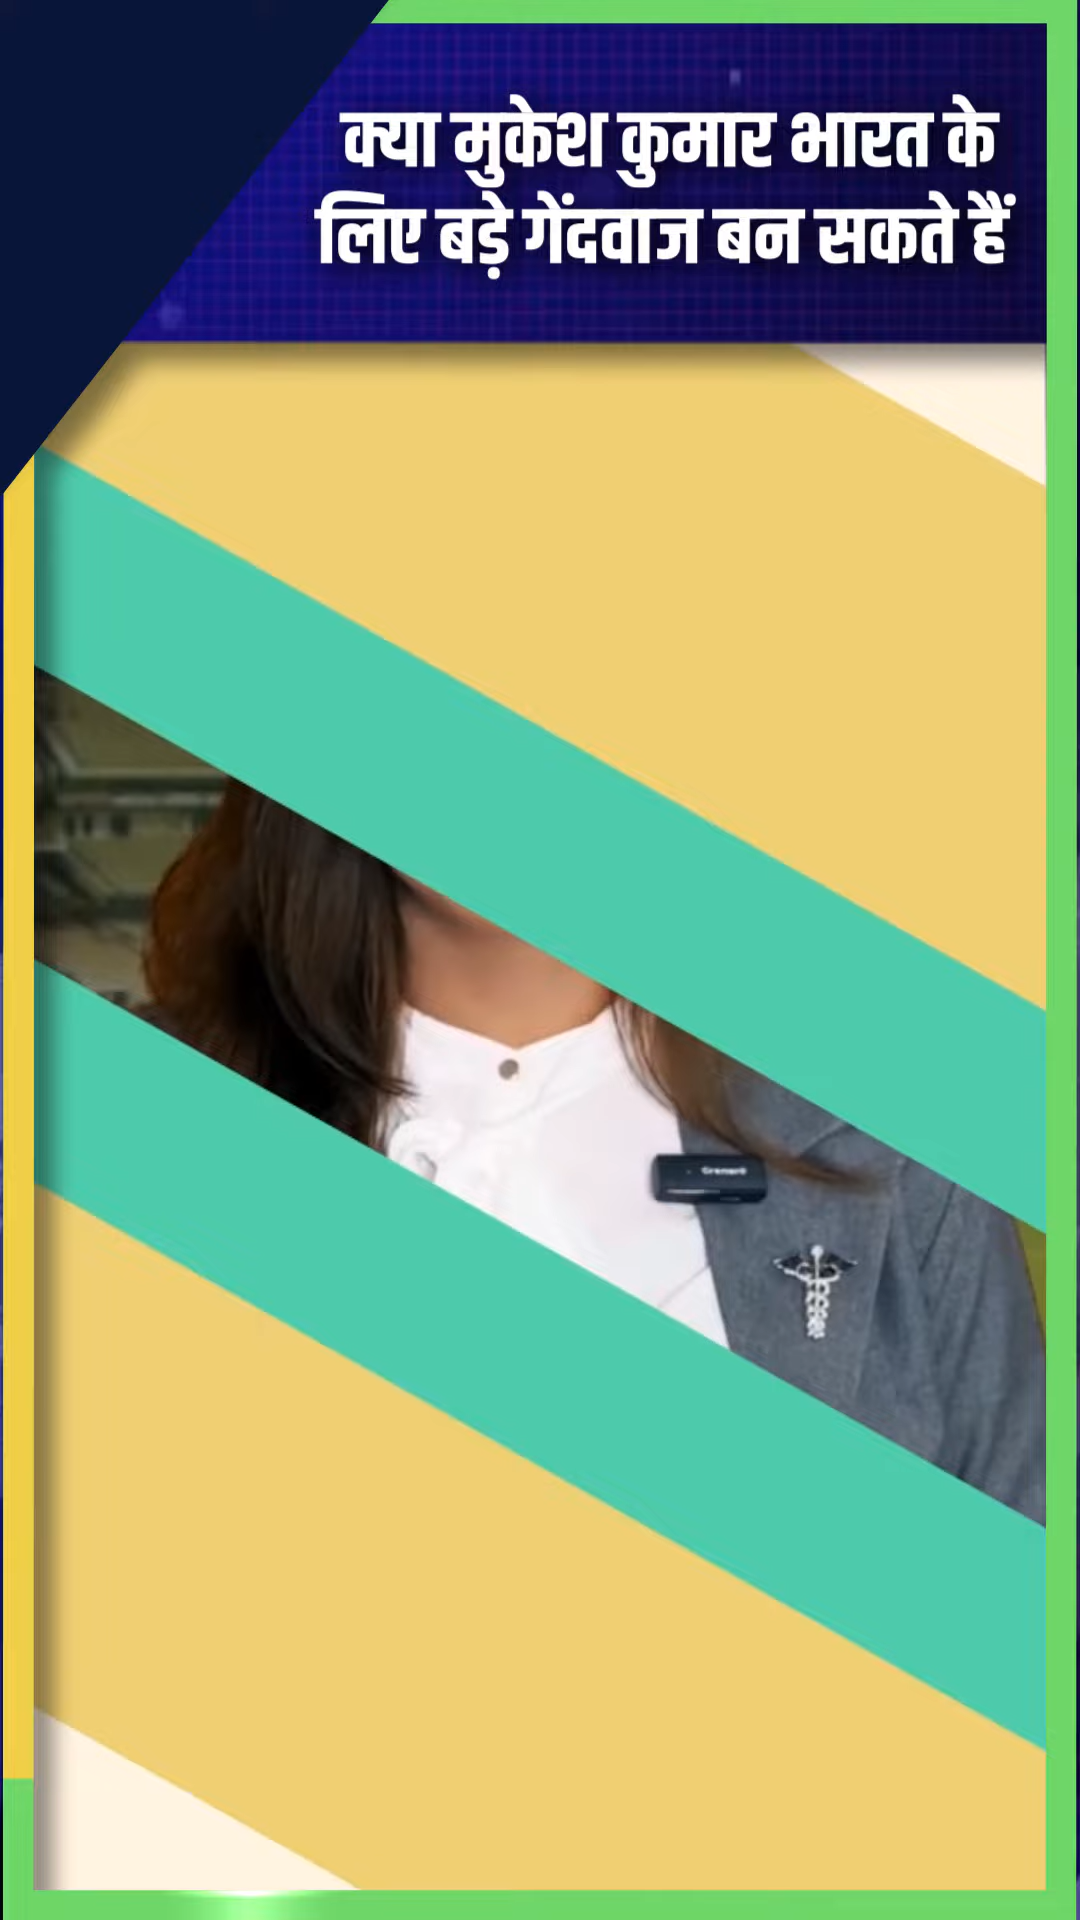 क्या मुकेश कुमार भारत के
लिए बड़े गेंदवाज बन सकते हैं